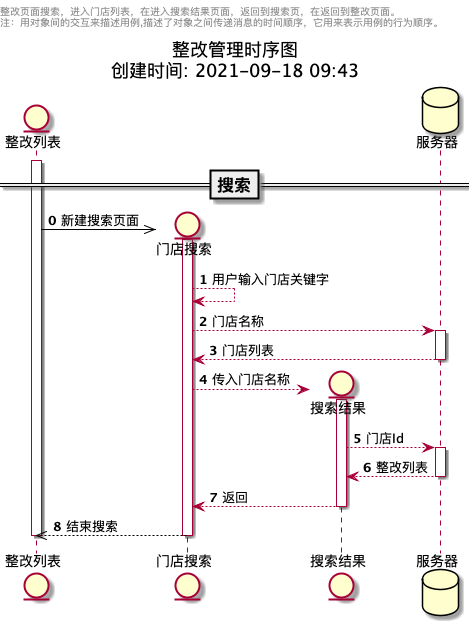 整改页面搜索，进入门店列表，在进入搜索结果页面，返回到搜索页，在返回到整改页面。
注：用对象间的交互来描述用例,描述了对象之间传递消息的时间顺序，它用来表示用例的行为顺序。
整改管理时序图
创建时间: 2021-09-18 09:43
整改列表
服务器
搜索
0 新建搜索页面
门店搜索
1 用户输入门店关键字
2 门店名称
3 门店列表
4 传入门店名称
搜索结果
5 门店Id
6 整改列表
7 返回
8 结束搜索
整改列表 门店搜索 搜索结果 服务器